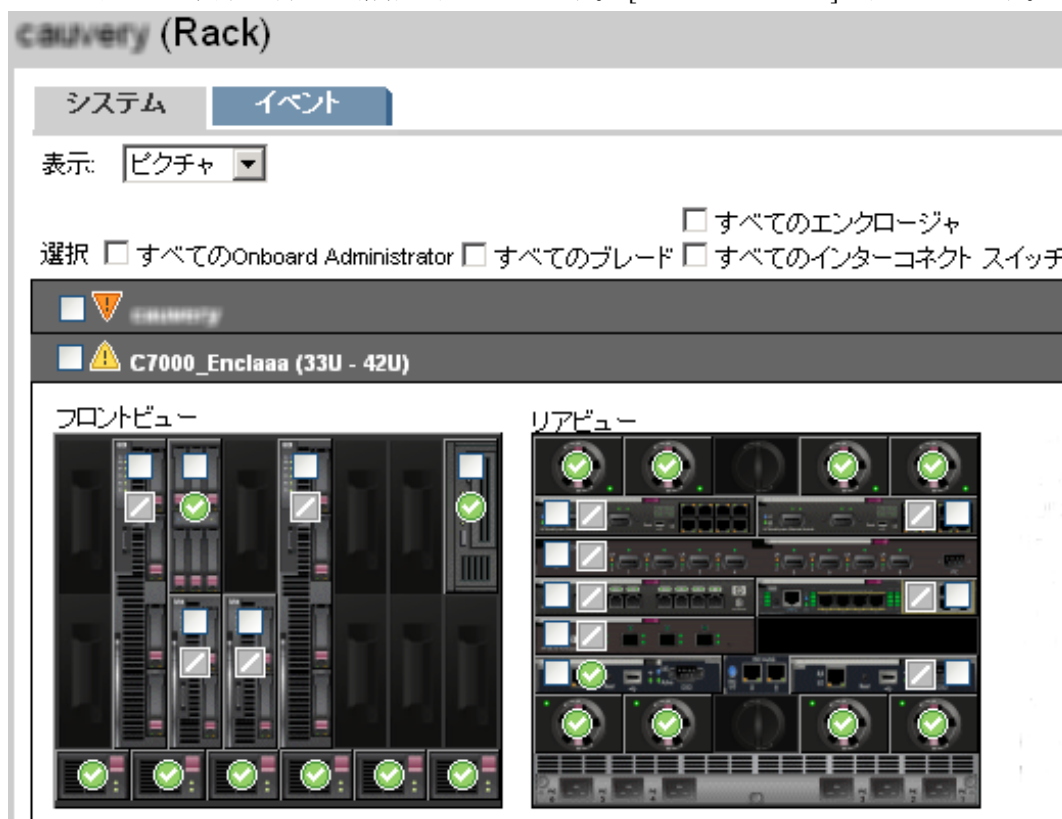 (Rack)
システム イベント
表示: ピクチャ
すべてのエンクロージャ
選択 すべてのOnboard Administrator すべてのブレード すべてのインターコネクト スイッチ
C7000_Enclaaa (33U - 42U)
フロントビュー リアビュー